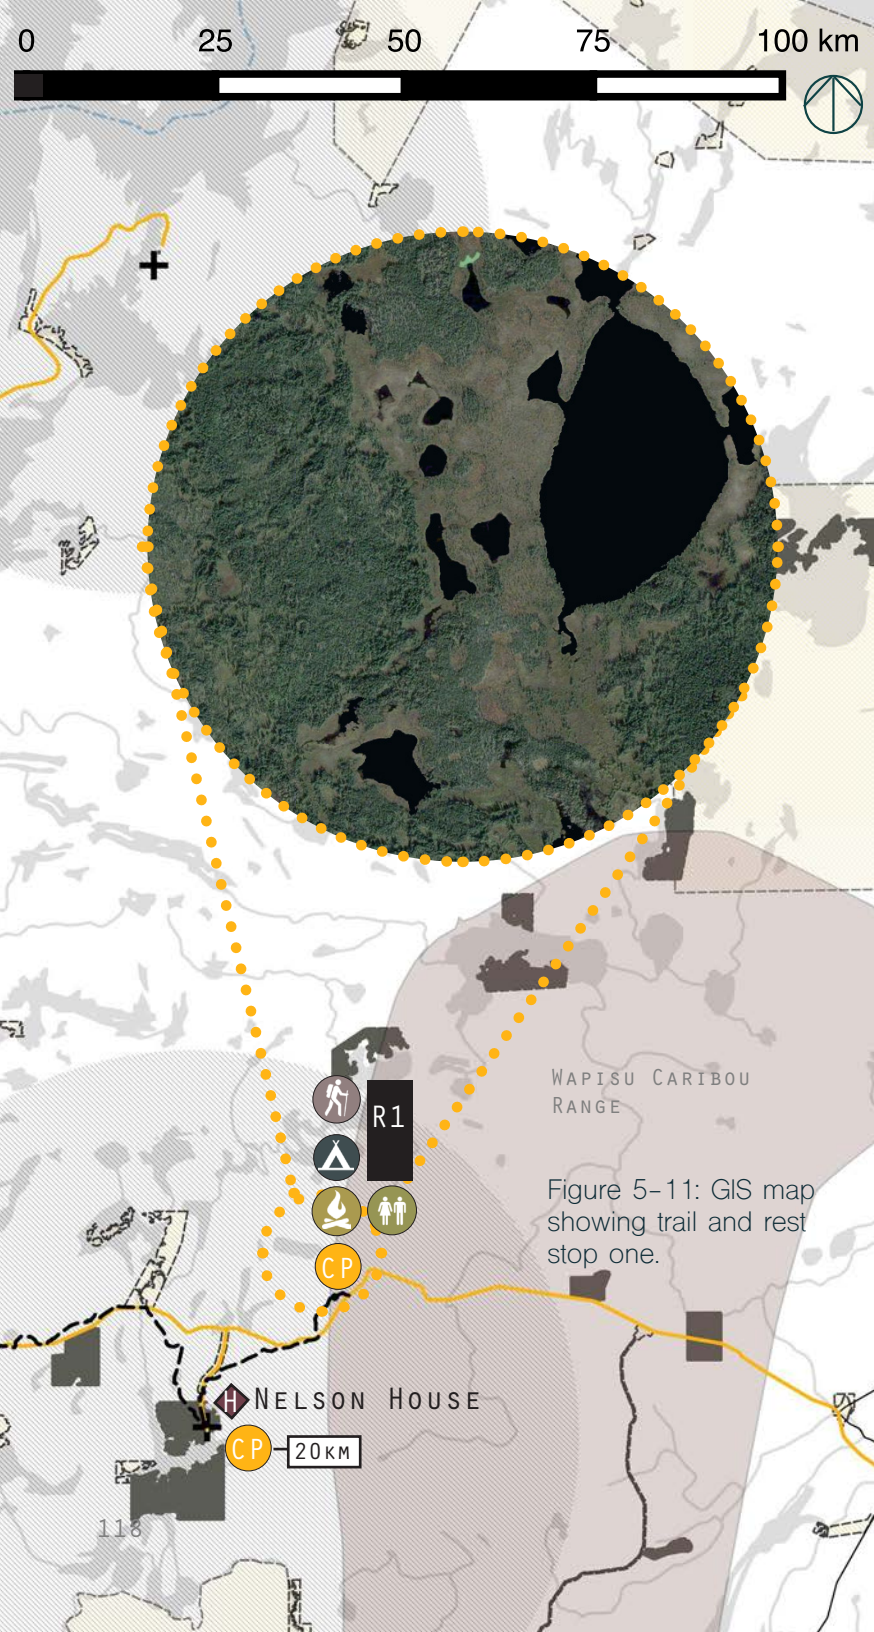 0 25 50 75 100 km
R1
WAPISU CARIBOU
RANGE
Figure 5-11: GIS map
showing trail and rest
stop one.
CP
H NELSON HOUSE
CP 20KM
118